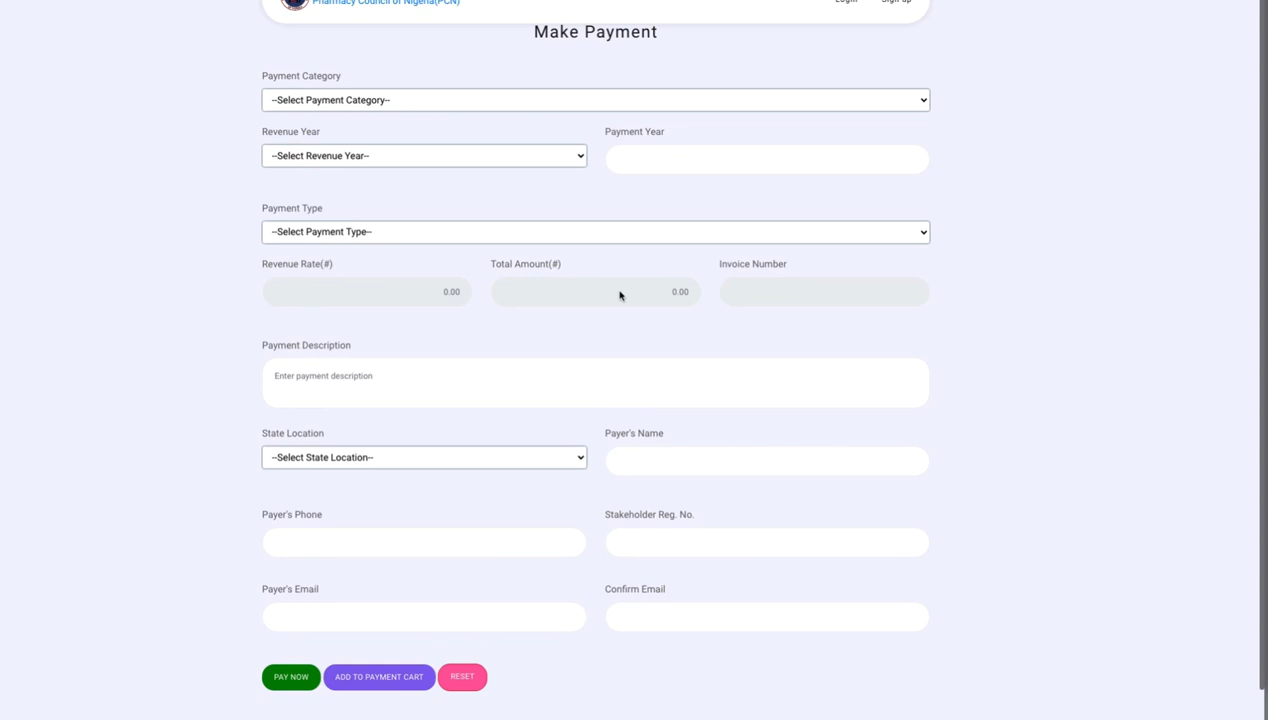 Pharmacy Council of Nigeria(PCN)
Login Sign up
Make Payment
Payment Category
--Select Payment Category--
Revenue Year Payment Year
--Select Revenue Year--
Payment Type
--Select Payment Type--
Revenue Rate(#) Total Amount(#) Invoice Number
0.00 0.00
Payment Description
Enter payment description
State Location Payer's Name
--Select State Location--
Payer's Phone Stakeholder Reg. No.
Payer's Email Confirm Email
PAY NOW ADD TO PAYMENT CART RESET